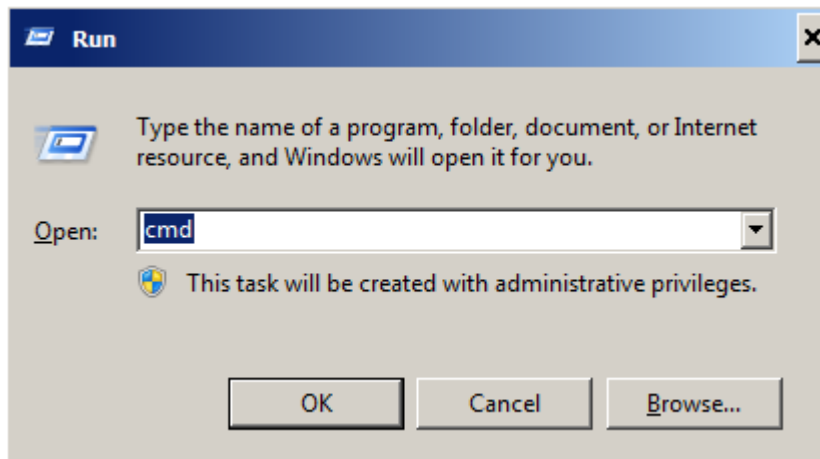 Run
Type the name of a program, folder, document, or Internet
resource, and Windows will open it for you.
Open: cmd
This task will be created with administrative privileges.
OK Cancel Browse...